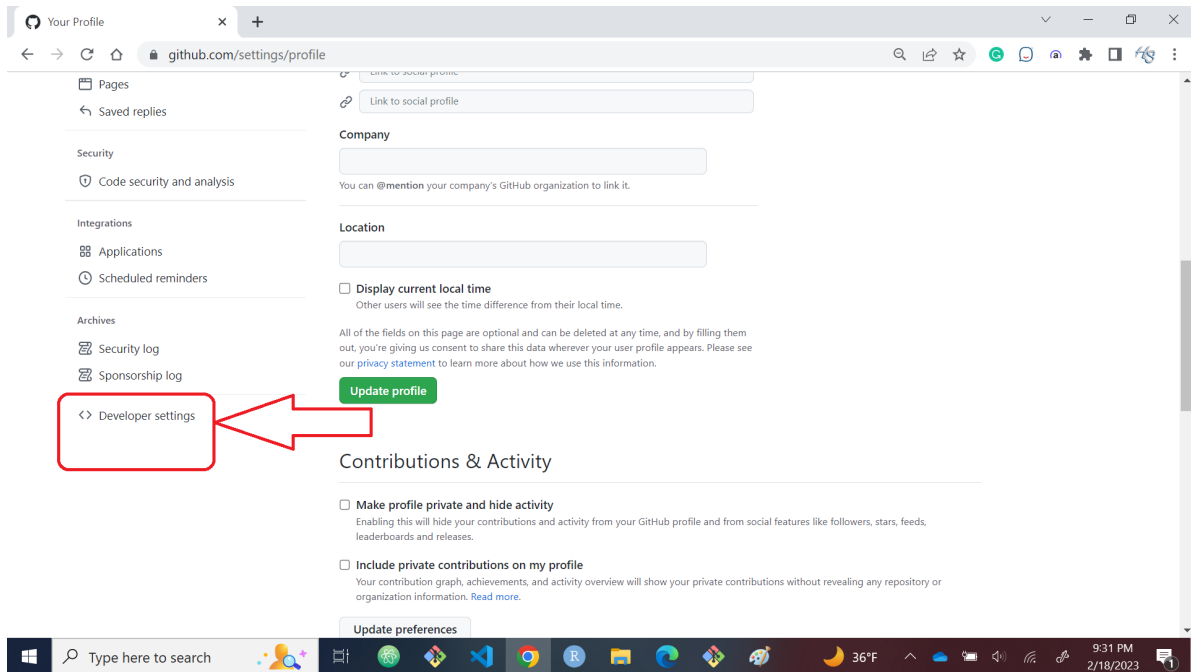 Your Profile
github.com/settings/profile
Pages
Saved replies
Security
Code security and analysis
Integrations
Applications
Scheduled reminders
Archives
Security log
Sponsorship log
Developer settings
Link to social profile
Link to social profile
Company
You can @mention your company's GitHub organization to link it.
Location
Display current local time
Other users will see the time difference from their local time.
All of the fields on this page are optional and can be deleted at any time, and by filling them
out, you're giving us consent to share this data wherever your user profile appears. Please see
our privacy statement to learn more about how we use this information.
Update profile
Contributions & Activity
Make profile private and hide activity
Enabling this will hide your contributions and activity from your GitHub profile and from social features like followers, stars, feeds,
leaderboards and releases.
Include private contributions on my profile
Your contribution graph, achievements, and activity overview will show your private contributions without revealing any repository or
organization information. Read more.
Update preferences
Type here to search
R
36°F
9:31 PM
2/18/2023
1